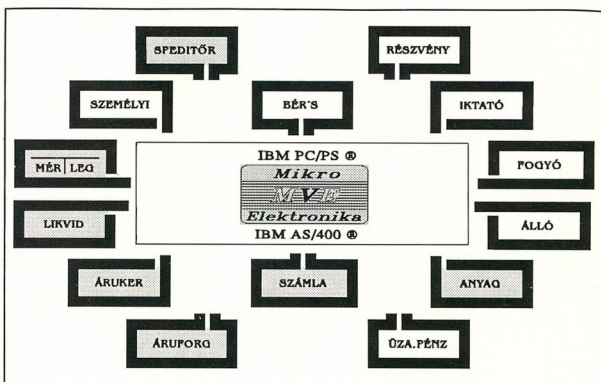 SPEDITŐR
RÉSZVÉNY
SZEMÉLYI
BÉR'S
IKTATÓ
MÉR LEG
IBM PC/PS ®
Mikro
MVE
Elektronika
IBM AS/400 ®
FOGYÓ
LIKVID
ÁLLÓ
ÁRUKER
SZÁMLA
ANYAG
ÁRUFORG
ÜZA.PÉNZ